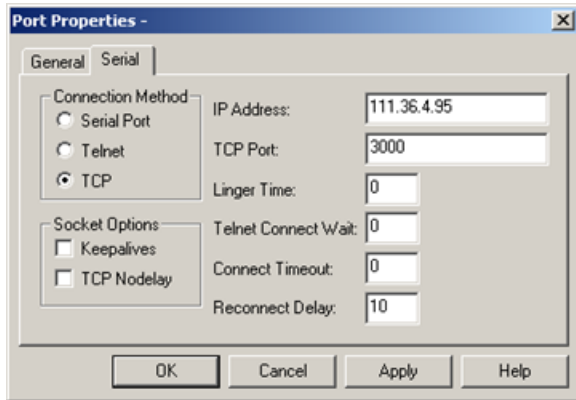 Port Properties -
General Serial
Connection Method
Serial Port
Telnet
TCP
Socket Options
Keepalives
TCP Nodelay
IP Address: 111.36.4.95
TCP Port: 3000
Linger Time: 0
Telnet Connect Wait: 0
Connect Timeout: 0
Reconnect Delay: 10
OK Cancel Apply Help